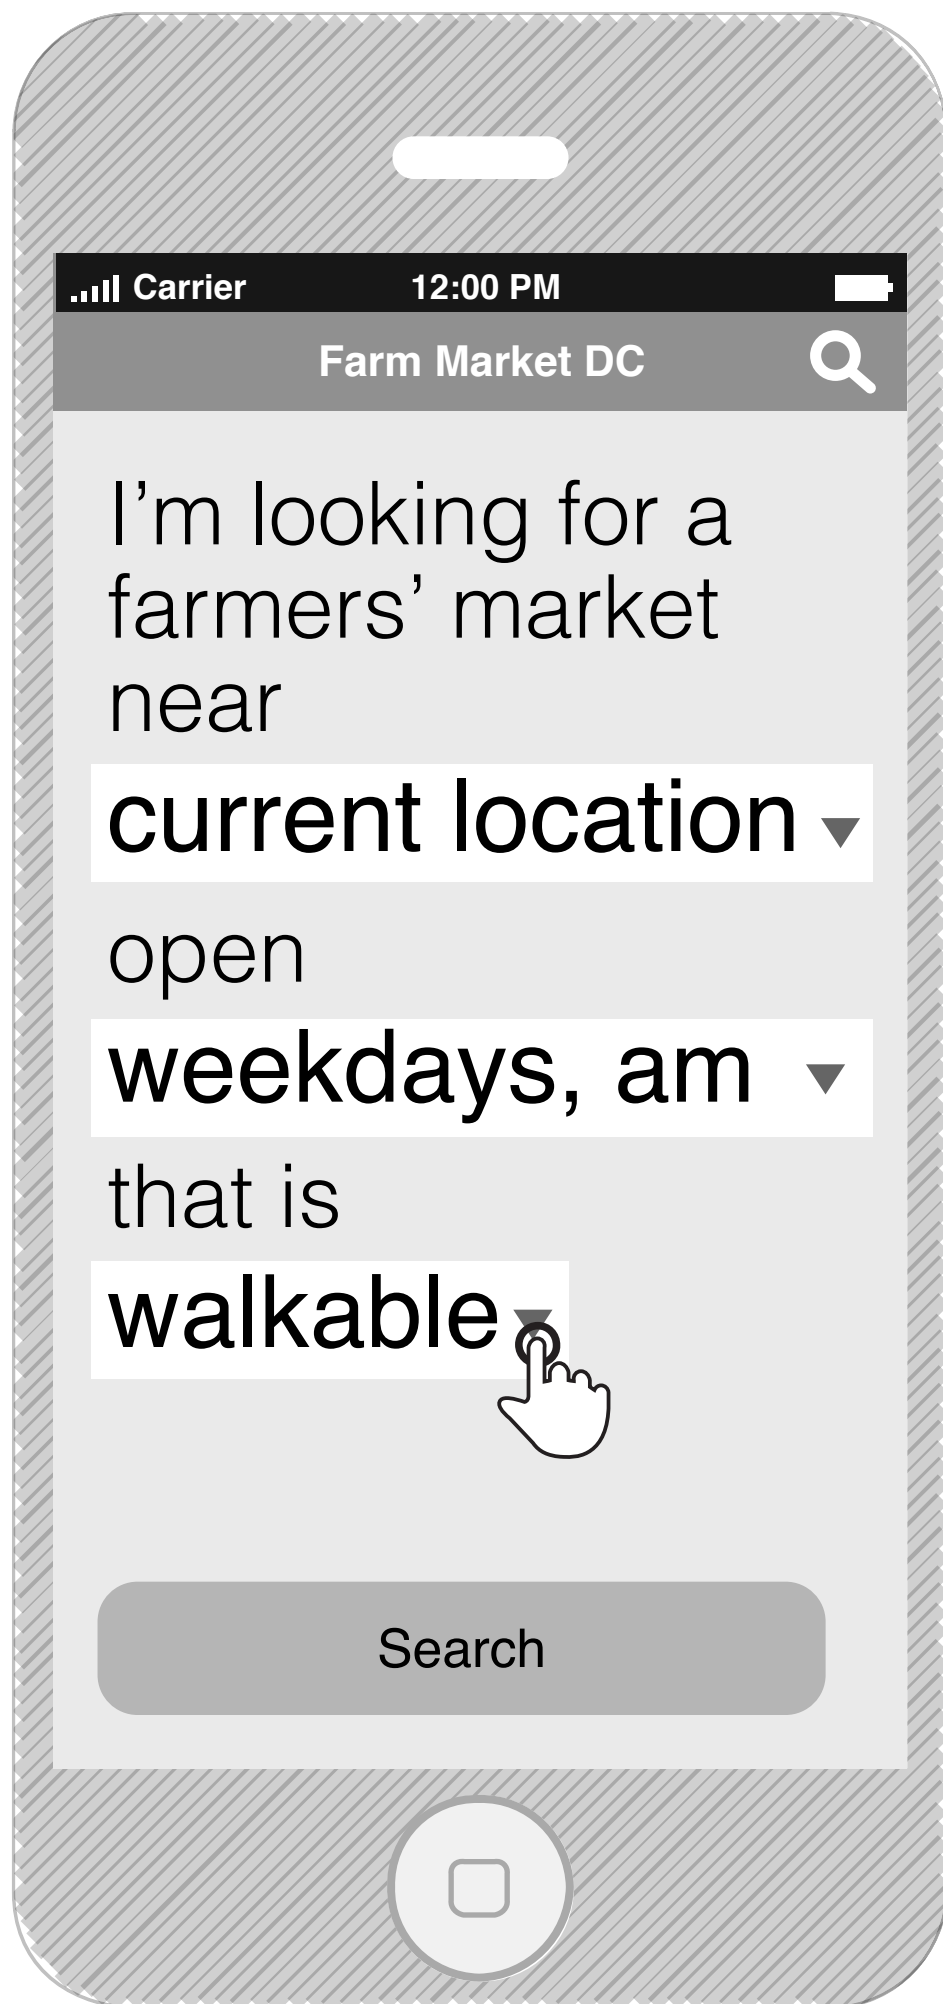 Carrier 12:00 PM
Farm Market DC
I’m looking for a
farmers’ market
near
current location
open
weekdays, am
that is
walkable
Search